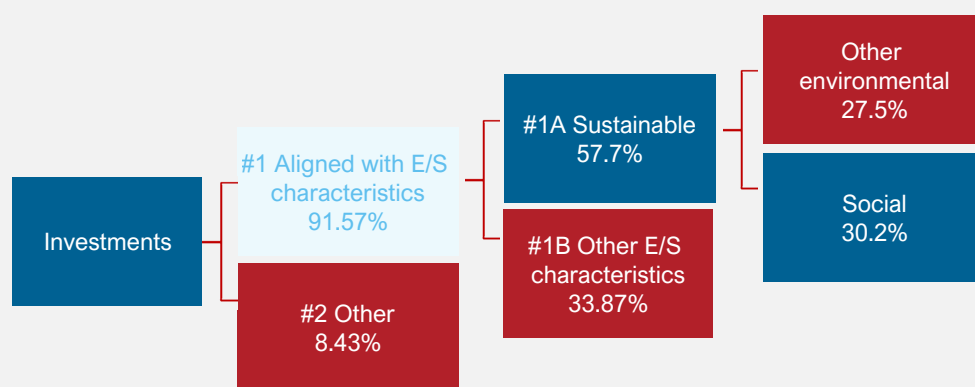 Investments
#1 Aligned with E/S
characteristics
91.57%
#2 Other
8.43%
#1A Sustainable
57.7%
#1B Other E/S
characteristics
33.87%
Other
environmental
27.5%
Social
30.2%